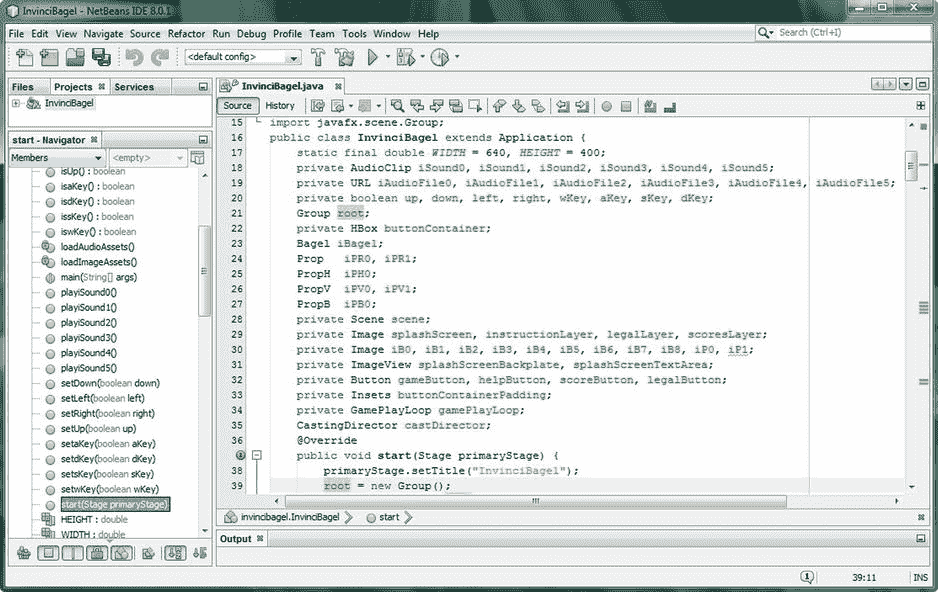 InvinciBagel - NetBeans IDE 8.0.1
File Edit View Navigate Source Refactor Run Debug Profile Team Tools Window Help
Search (Ctrl+I)
<default config>
Files Projects Services
InvinciBagel
start - Navigator
Members <empty>
isUp() : boolean
isaKey() : boolean
isdKey() : boolean
issKey() : boolean
iswKey() : boolean
loadAudioAssets()
loadImageAssets()
main(String[] args)
playiSound0()
playiSound1()
playiSound2()
playiSound3()
playiSound4()
playiSound5()
setDown(boolean down)
setLeft(boolean left)
setRight(boolean right)
setUp(boolean up)
setaKey(boolean aKey)
setdKey(boolean dKey)
setsKey(boolean sKey)
setwKey(boolean wKey)
start(Stage primaryStage)
HEIGHT : double
WIDTH : double
InvinciBagel.java
Source History
15 import javafx.scene.Group;
16 public class InvinciBagel extends Application {
17 static final double WIDTH = 640, HEIGHT = 400;
18 private AudioClip iSound0, iSound1, iSound2, iSound3, iSound4, iSound5;
19 private URL iAudioFile0, iAudioFile1, iAudioFile2, iAudioFile3, iAudioFile4, iAudioFile5;
20 private boolean up, down, left, right, wKey, aKey, sKey, dKey;
21 Group root;
22 private HBox buttonContainer;
23 Bagel iBagel;
24 Prop iPR0, iPR1;
25 PropH iPH0;
26 PropV iPV0, iPV1;
27 PropB iPB0;
28 private Scene scene;
29 private Image splashScreen, instructionLayer, legalLayer, scoresLayer;
30 private Image iB0, iB1, iB2, iB3, iB4, iB5, iB6, iB7, iB8, iP0, iP1;
31 private ImageView splashScreenBackplate, splashScreenTextArea;
32 private Button gameButton, helpButton, scoreButton, legalButton;
33 private Insets buttonContainerPadding;
34 private GamePlayLoop gamePlayLoop;
35 CastingDirector castDirector;
36 @Override
public void start(Stage primaryStage) {
38 primaryStage.setTitle("InvinciBagel");
39 root = new Group();
invincibagel.InvinciBagel start
Output
1 39:11 INS